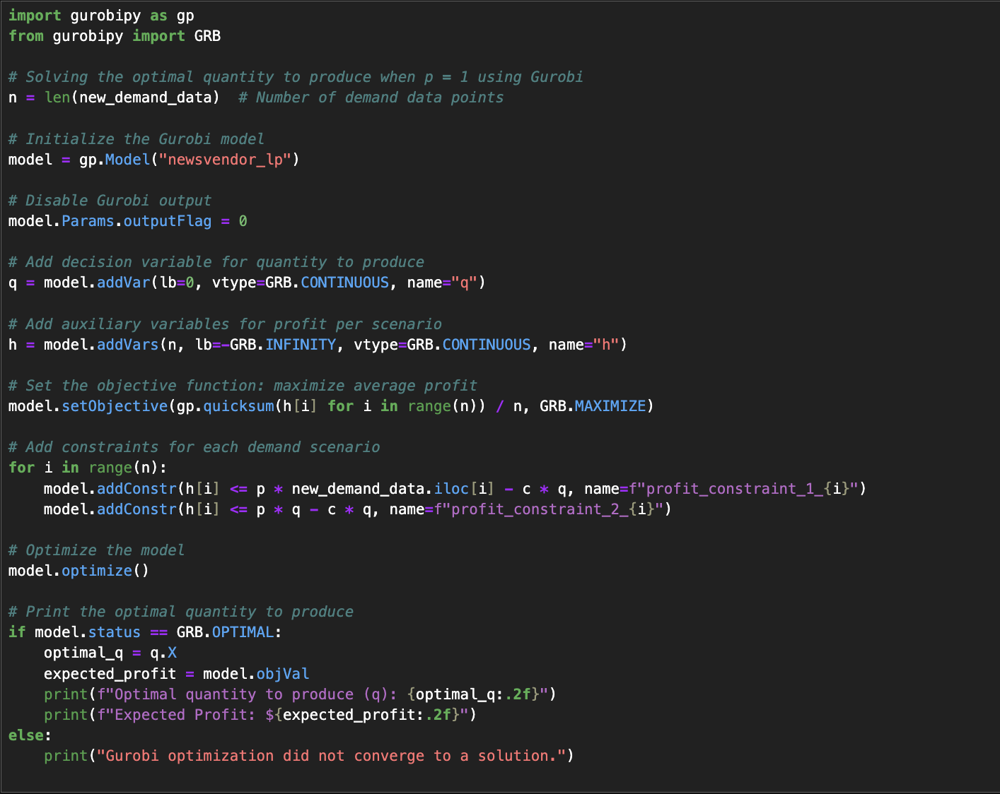 import gurobipy as gp
from gurobipy import GRB
# Solving the optimal quantity to produce when p = 1 using Gurobi
n = len(new_demand_data)  # Number of demand data points
# Initialize the Gurobi model
model = gp.Model("newsvendor_lp")
# Disable Gurobi output
model.Params.outputFlag = 0
# Add decision variable for quantity to produce
q = model.addVar(lb=0, vtype=GRB.CONTINUOUS, name="q")
# Add auxiliary variables for profit per scenario
h = model.addVars(n, lb=-GRB.INFINITY, vtype=GRB.CONTINUOUS, name="h")
# Set the objective function: maximize average profit
model.setObjective(gp.quicksum(h[i] for i in range(n)) / n, GRB.MAXIMIZE)
# Add constraints for each demand scenario
for i in range(n):
    model.addConstr(h[i] <= p * new_demand_data.iloc[i] - c * q, name=f"profit_constraint_1_{i}")
    model.addConstr(h[i] <= p * q - c * q, name=f"profit_constraint_2_{i}")
# Optimize the model
model.optimize()
# Print the optimal quantity to produce
if model.status == GRB.OPTIMAL:
    optimal_q = q.X
    expected_profit = model.objVal
    print(f"Optimal quantity to produce (q): {optimal_q:.2f}")
    print(f"Expected Profit: ${expected_profit:.2f}")
else:
    print("Gurobi optimization did not converge to a solution.")